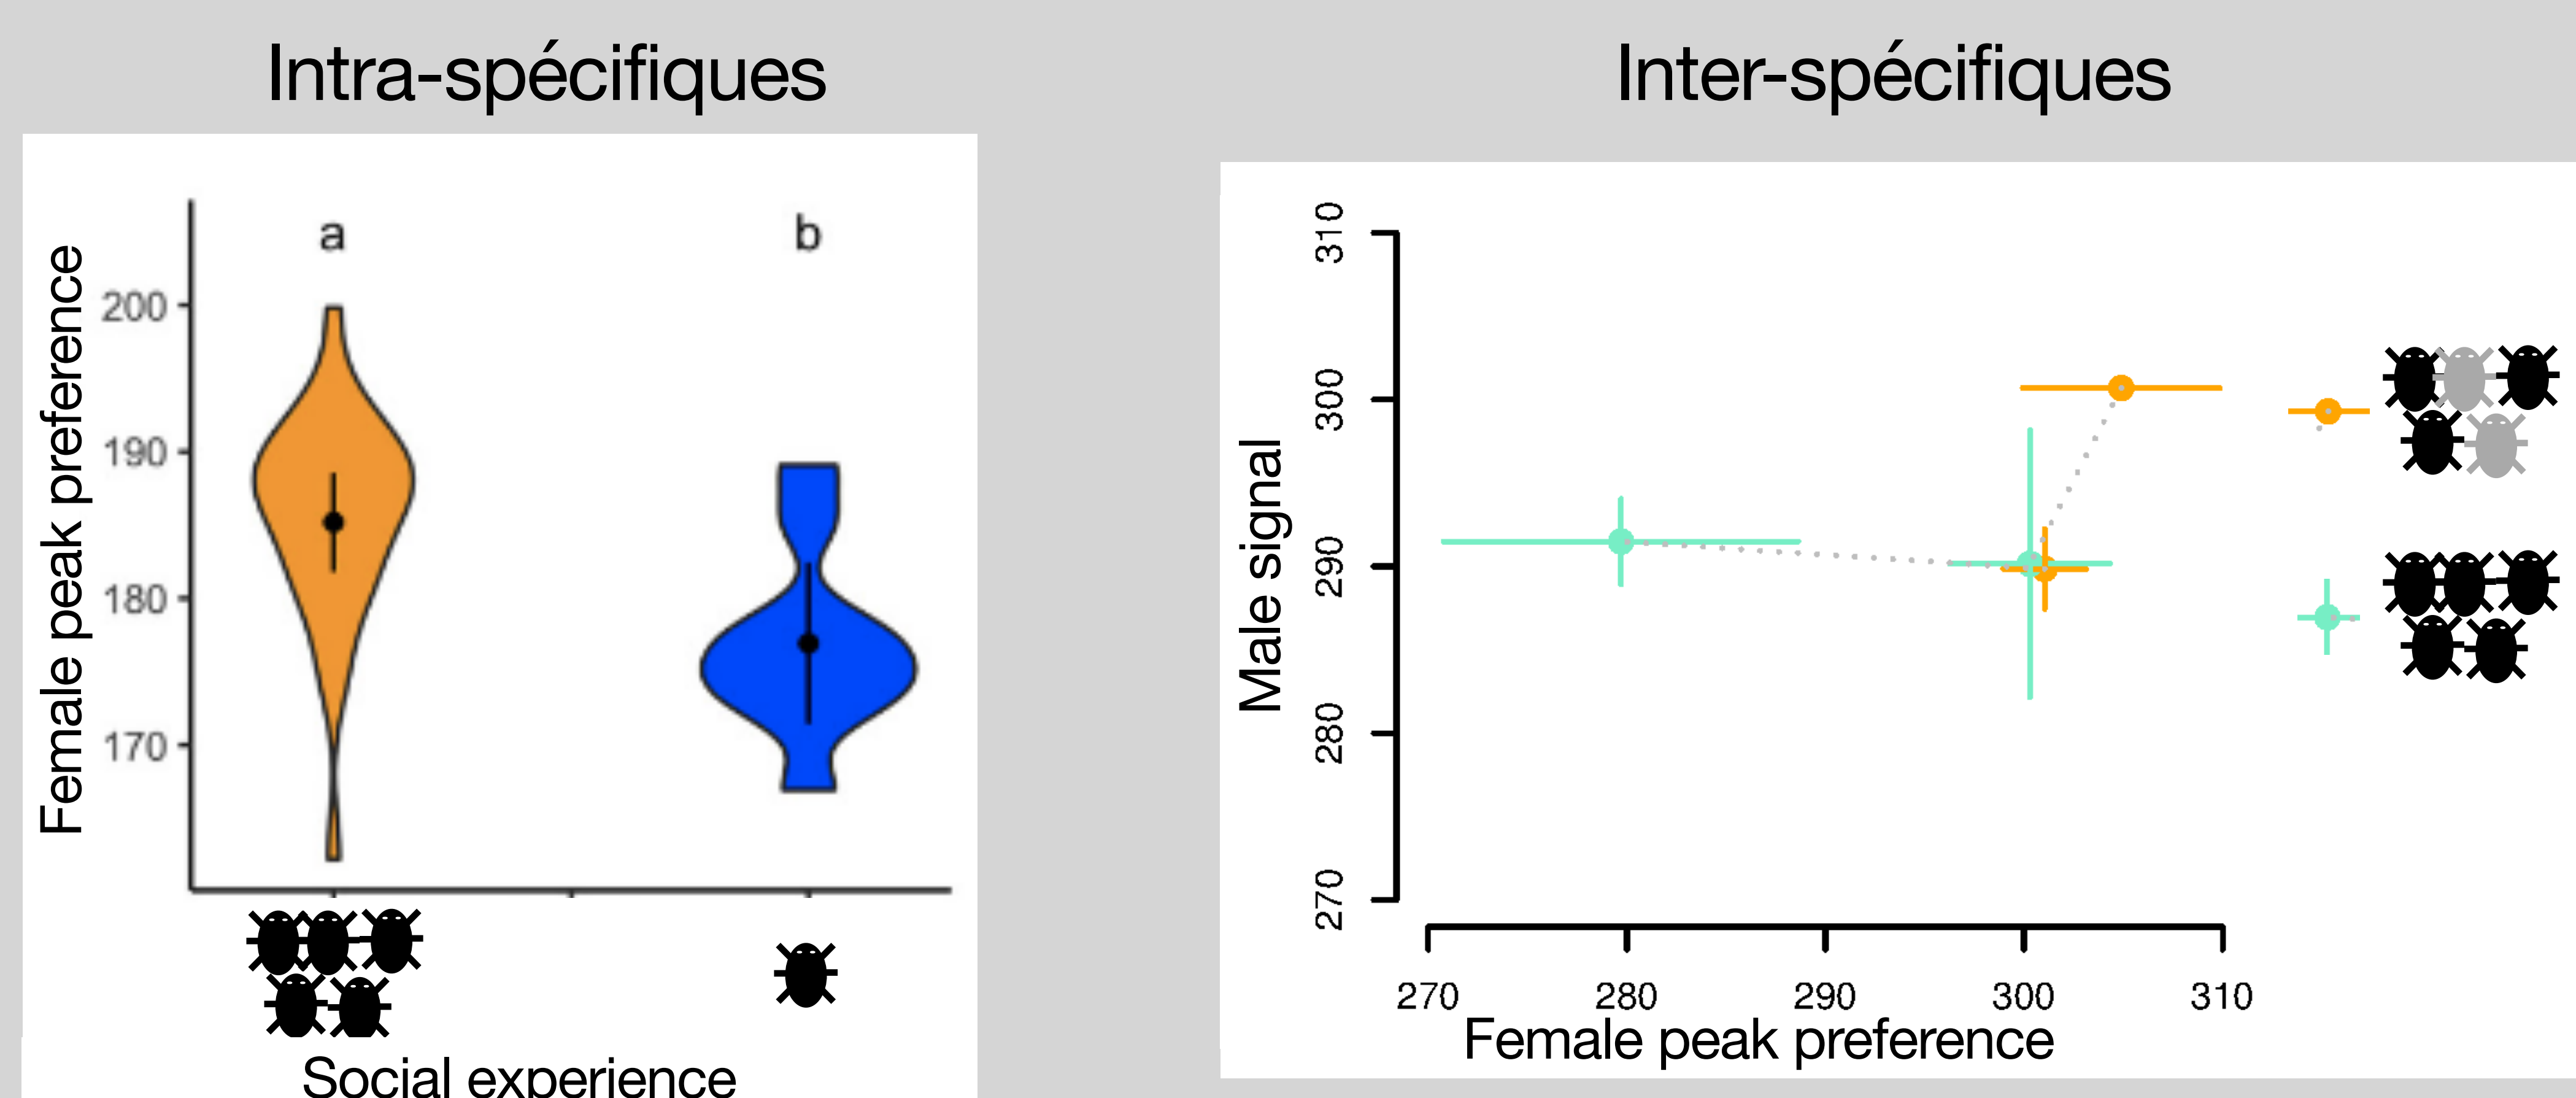 Intra-spécifiques
Female peak preference
200
190
180
170
a
b
Social experience
Inter-spécifiques
Male signal
310
300
290
280
270
270 280 290 300 310
Female peak preference